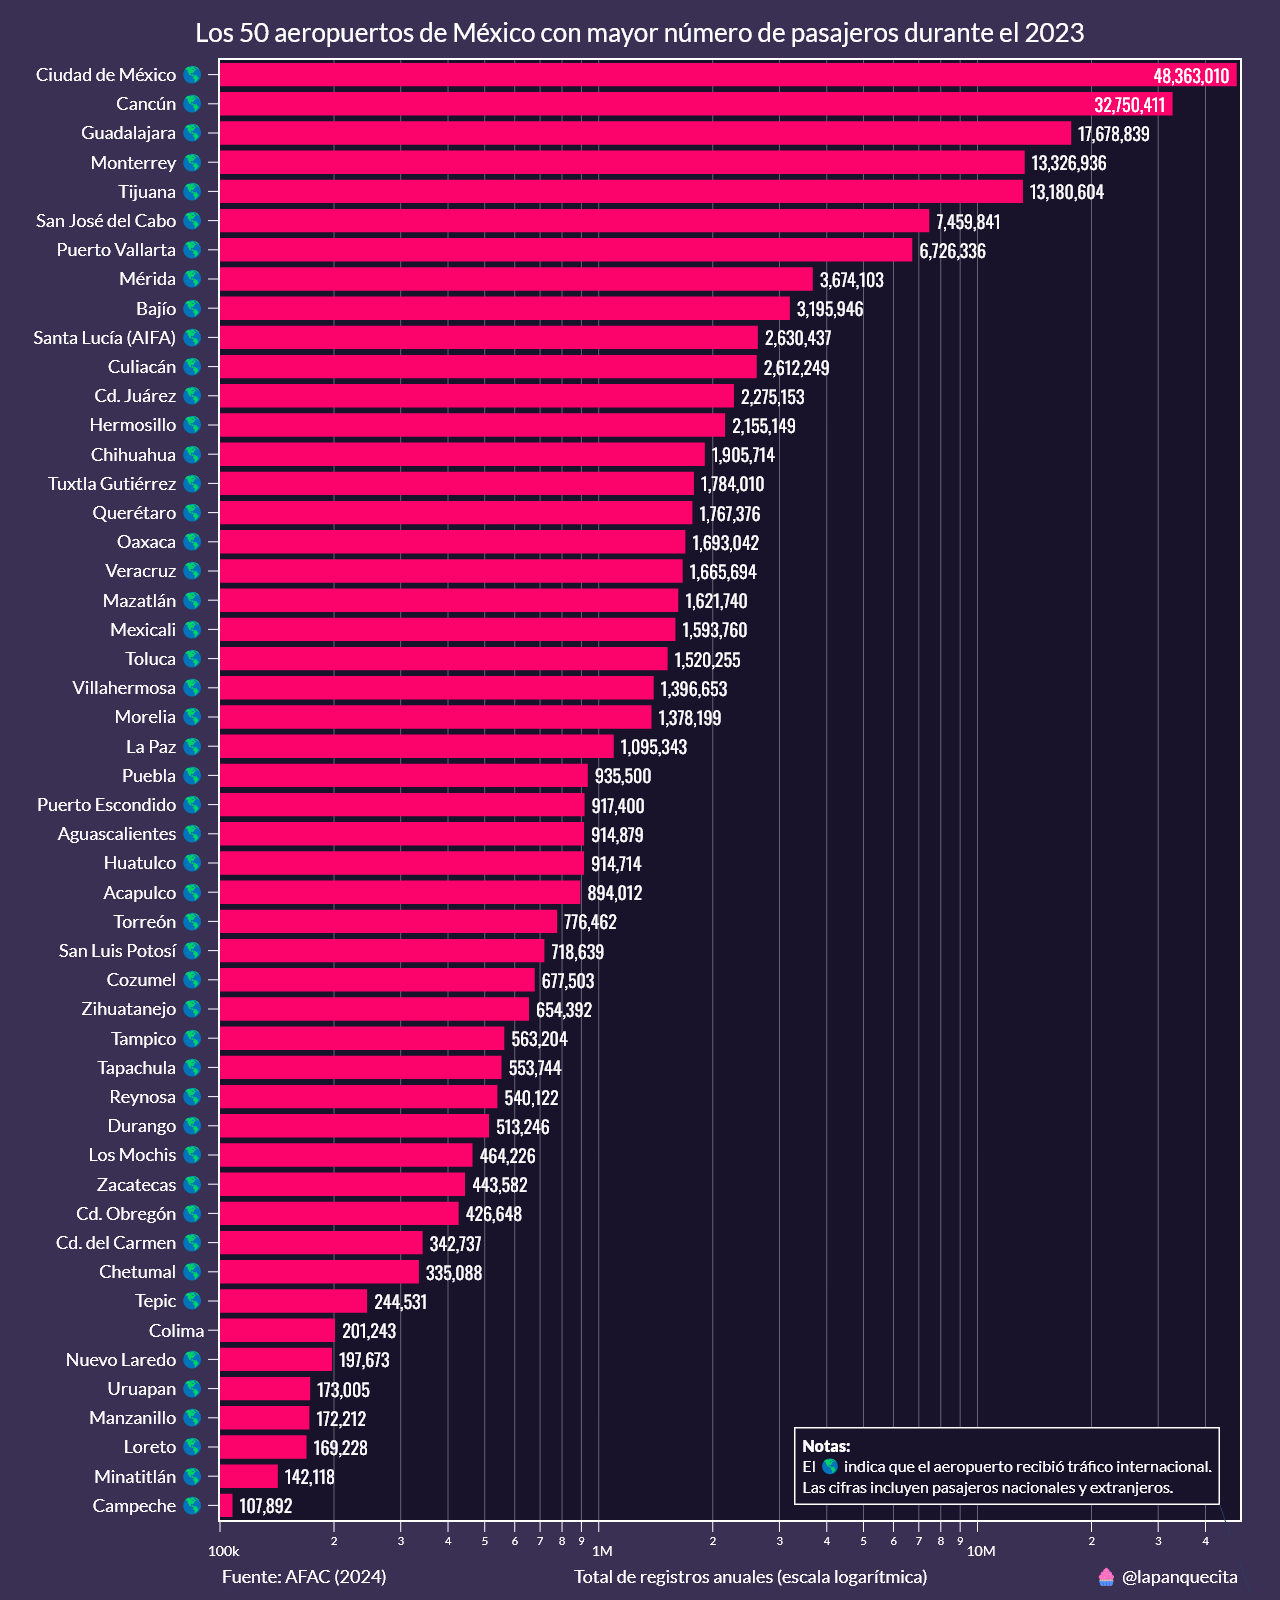 Los 50 aeropuertos de México con mayor número de pasajeros durante el 2023
Ciudad de México 🌎 48,363,010
Cancún 🌎 32,750,411
Guadalajara 🌎 17,678,839
Monterrey 🌎 13,326,936
Tijuana 🌎 13,180,604
San José del Cabo 🌎 7,459,841
Puerto Vallarta 🌎 6,726,336
Mérida 🌎 3,674,103
Bajío 🌎 3,195,946
Santa Lucía (AIFA) 🌎 2,630,437
Culiacán 🌎 2,612,249
Cd. Juárez 🌎 2,275,153
Hermosillo 🌎 2,155,149
Chihuahua 🌎 1,905,714
Tuxtla Gutiérrez 🌎 1,784,010
Querétaro 🌎 1,767,376
Oaxaca 🌎 1,693,042
Veracruz 🌎 1,665,694
Mazatlán 🌎 1,621,740
Mexicali 🌎 1,593,760
Toluca 🌎 1,520,255
Villahermosa 🌎 1,396,653
Morelia 🌎 1,378,199
La Paz 🌎 1,095,343
Puebla 🌎 935,500
Puerto Escondido 🌎 917,400
Aguascalientes 🌎 914,879
Huatulco 🌎 914,714
Acapulco 🌎 894,012
Torreón 🌎 776,462
San Luis Potosí 🌎 718,639
Cozumel 🌎 677,503
Zihuatanejo 🌎 654,392
Tampico 🌎 563,204
Tapachula 🌎 553,744
Reynosa 🌎 540,122
Durango 🌎 513,246
Los Mochis 🌎 464,226
Zacatecas 🌎 443,582
Cd. Obregón 🌎 426,648
Cd. del Carmen 🌎 342,737
Chetumal 🌎 335,088
Tepic 🌎 244,531
Colima 201,243
Nuevo Laredo 🌎 197,673
Uruapan 🌎 173,005
Manzanillo 🌎 172,212
Loreto 🌎 169,228
Minatitlán 🌎 142,118
Campeche 🌎 107,892
Notas:
El 🌎 indica que el aeropuerto recibió tráfico internacional.
Las cifras incluyen pasajeros nacionales y extranjeros.
100k 2 3 4 5 6 7 8 9 1M 2 3 4 5 6 7 8 9 10M 2 3 4
Fuente: AFAC (2024) Total de registros anuales (escala logarítmica) 🧁 @lapanquecita